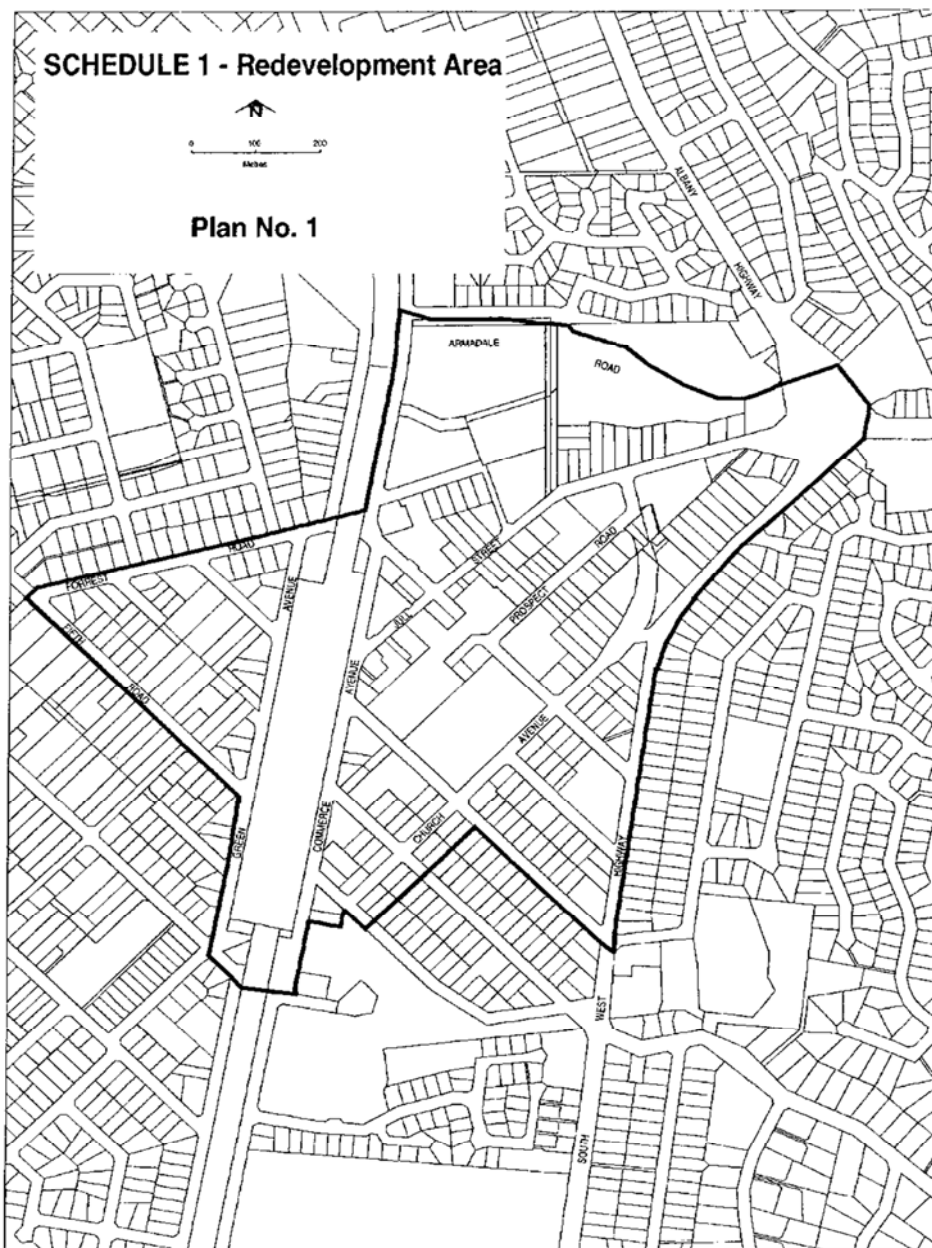 SCHEDULE 1 - Redevelopment Area
N
0 100 200
Metres
Plan No. 1
ALBANY
HIGHWAY
ARMADALE
ROAD
ROAD
FORREST
FIFTH
ROAD
AVENUE
GREEN
JULL
STREET
PROSPECT
ROAD
AVENUE
COMMERCE
CHURCH
AVENUE
HIGHWAY
WEST
SOUTH